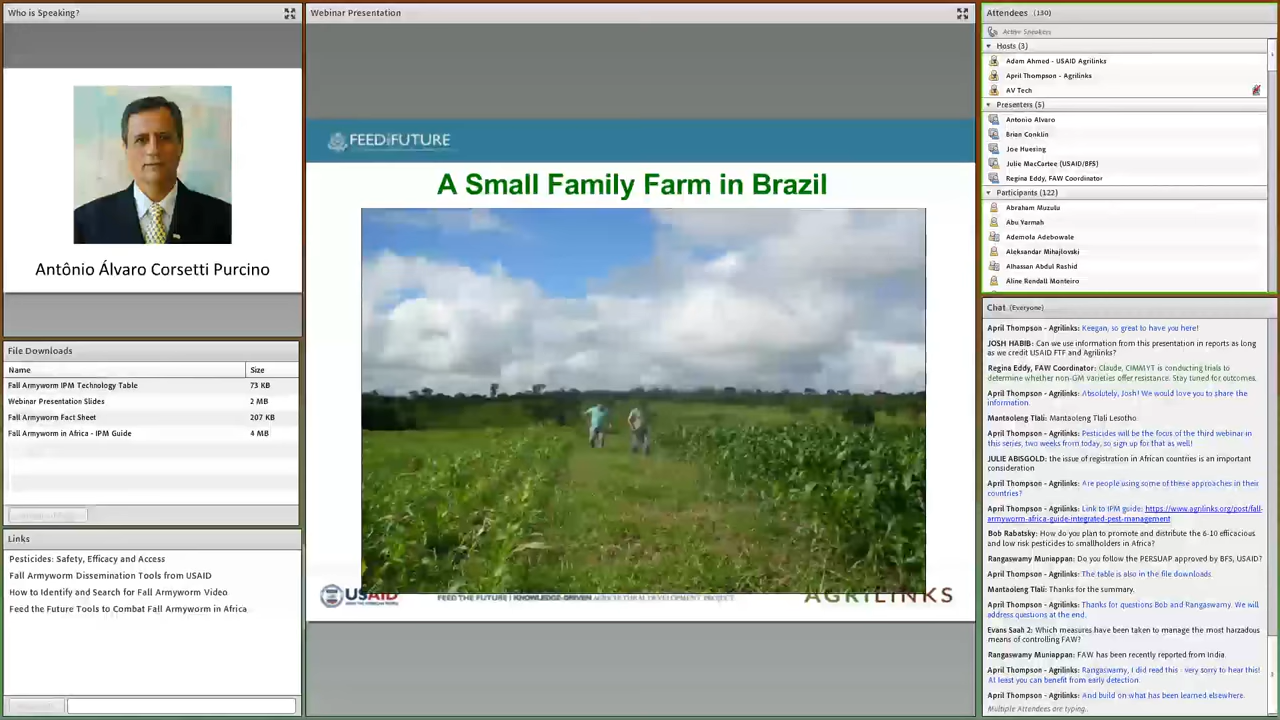 Who is Speaking?
Antônio Álvaro Corsetti Purcino
File Downloads
Name Size
Fall Armyworm IPM Technology Table 73 KB
Webinar Presentation Slides 2 MB
Fall Armyworm Fact Sheet 207 KB
Fall Armyworm in Africa - IPM Guide 4 MB
Links
Pesticides: Safety, Efficacy and Access
Fall Armyworm Dissemination Tools from USAID
How to Identify and Search for Fall Armyworm Video
Feed the Future Tools to Combat Fall Armyworm in Africa
Webinar Presentation
FEED THE FUTURE
A Small Family Farm in Brazil
USAID
AGRILINKS
Attendees (130)
Active Speakers
Hosts (3)
Adam Ahmed - USAID Agrilinks
April Thompson - Agrilinks
AV Tech
Presenters (5)
Antonio Alvaro
Brian Conklin
Joe Huesing
Julie MacCartee (USAID/BFS)
Regina Eddy, FAW Coordinator
Participants (122)
Abraham Muzulu
Abu Yarmah
Ademola Adebowale
Aleksandar Mihajlovski
Alhassan Abdul Rashid
Aline Rendall Monteiro
Chat (Everyone)
April Thompson - Agrilinks: Keegan, so great to have you here!
JOSH HABIB: Can we use information from this presentation in reports as long
as we credit USAID FTF and Agrilinks?
Regina Eddy, FAW Coordinator: Claude, CIMMYT is conducting trials to
determine whether non-GM varieties offer resistance. Stay tuned for outcomes.
April Thompson - Agrilinks: Absolutely, Josh! We would love you to share the
information.
Mantaoleng Tlali: Mantaoleng Tlali Lesotho
April Thompson - Agrilinks: Pesticides will be the focus of the third webinar in
this series, two weeks from today, so sign up for that as well!
JULIE ABISGOLD: the issue of registration in African countries is an important
consideration
April Thompson - Agrilinks: Are people using some of these approaches in their
countries?
April Thompson - Agrilinks: Link to IPM guide: https://www.agrilinks.org/post/fall-
armyworm-africa-guide-integrated-pest-management
Bob Rabatsky: How do you plan to promote and distribute the 6-10 efficacious
and low risk pesticides to smallholders in Africa?
Rangaswamy Muniappan: Do you follow the PERSUAP approved by BFS, USAID?
April Thompson - Agrilinks: The table is also in the file downloads.
Mantaoleng Tlali: Thanks for the summary.
April Thompson - Agrilinks: Thanks for questions Bob and Rangaswamy. We will
address questions at the end.
Evans Saah 2: Which measures have been taken to manage the most harzadous
means of controlling FAW?
Rangaswamy Muniappan: FAW has been recently reported from India.
April Thompson - Agrilinks: Rangaswamy, I did read this - very sorry to hear this!
At least you can benefit from early detection.
April Thompson - Agrilinks: And build on what has been learned elsewhere.
Multiple Attendees are typing..